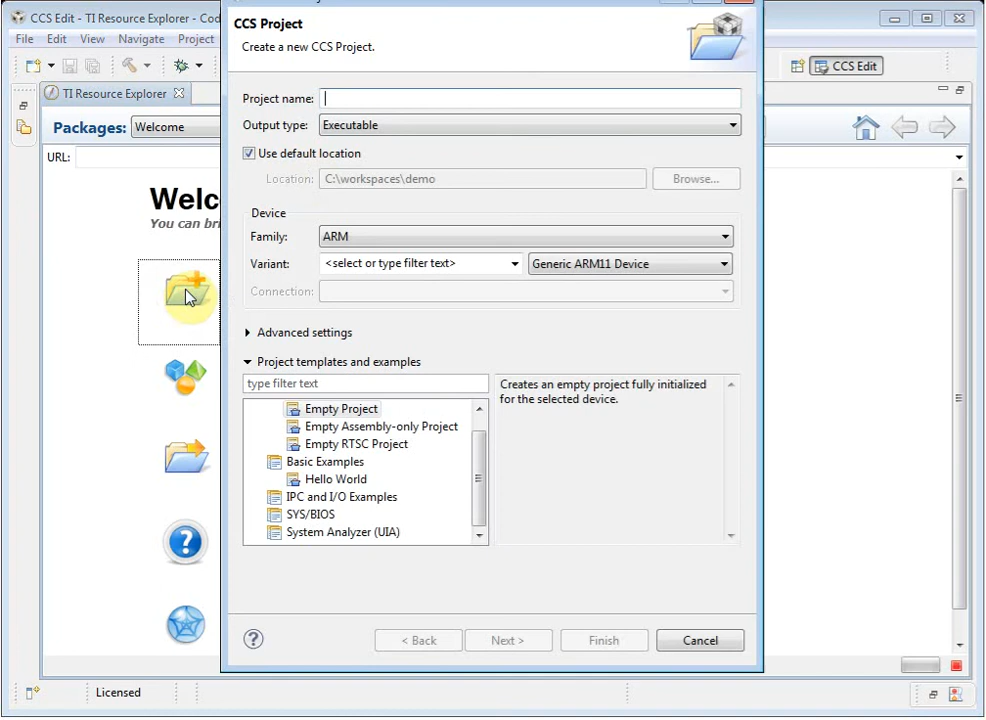 CCS Edit - TI Resource Explorer - Cod
File Edit View Navigate Project
CCS Edit
TI Resource Explorer
Packages: Welcome
URL:
Welc
You can bri
CCS Project
Create a new CCS Project.
Project name:
Output type: Executable
Use default location
Location: C:\workspaces\demo Browse...
Device
Family: ARM
Variant: <select or type filter text> Generic ARM11 Device
Connection:
Advanced settings
Project templates and examples
type filter text
Empty Project
Empty Assembly-only Project
Empty RTSC Project
Basic Examples
Hello World
IPC and I/O Examples
SYS/BIOS
System Analyzer (UIA)
Creates an empty project fully initialized
for the selected device.
< Back Next > Finish Cancel
Licensed